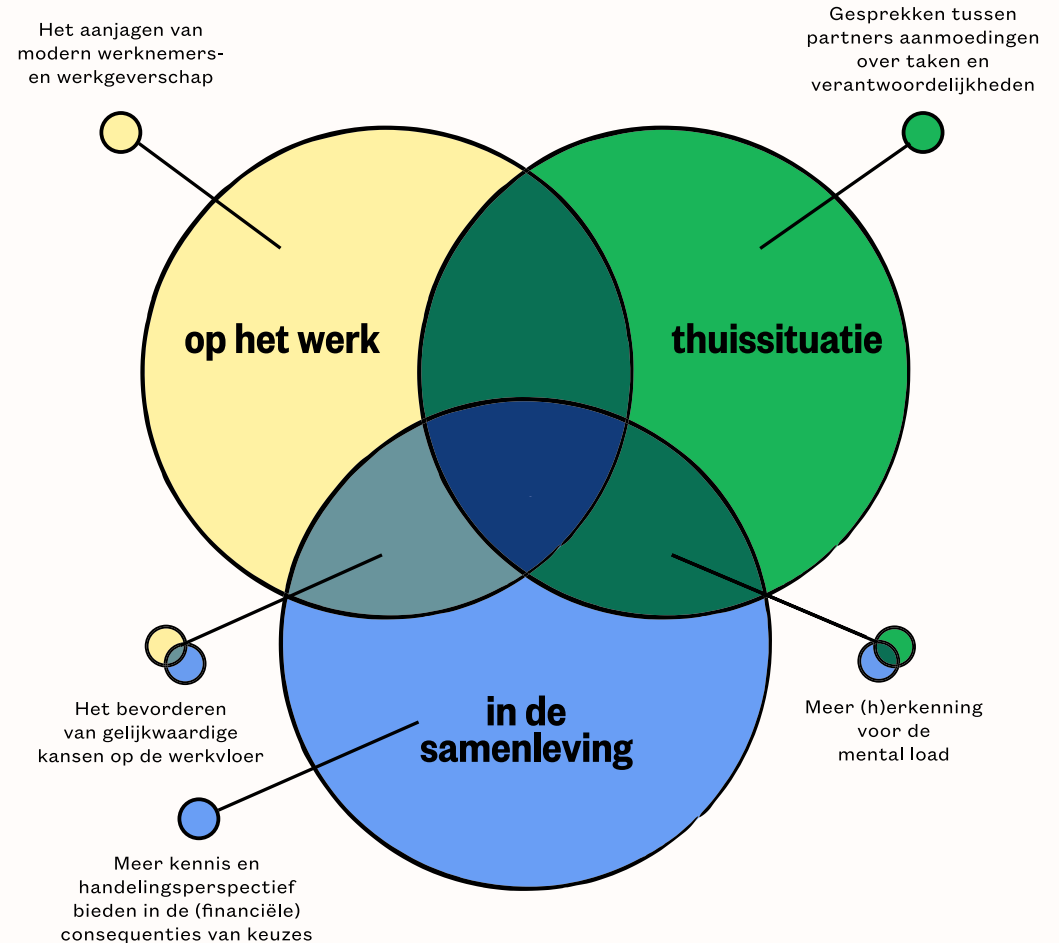 Het aanjagen van
modern werknemers-
en werkgeverschap
Gesprekken tussen
partners aanmoedingen
over taken en
verantwoordelijkheden
op het werk
thuissituatie
in de
samenleving
Het bevorderen
van gelijkwaardige
kansen op de werkvloer
Meer (h)erkenning
voor de
mental load
Meer kennis en
handelingsperspectief
bieden in de (financiële)
consequenties van keuzes